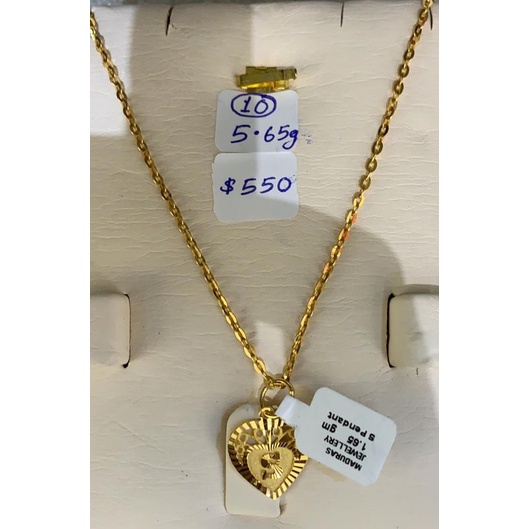 10
5.65g
$550
MADURAS
JEWELLERY
1.65 gm
S Pendant